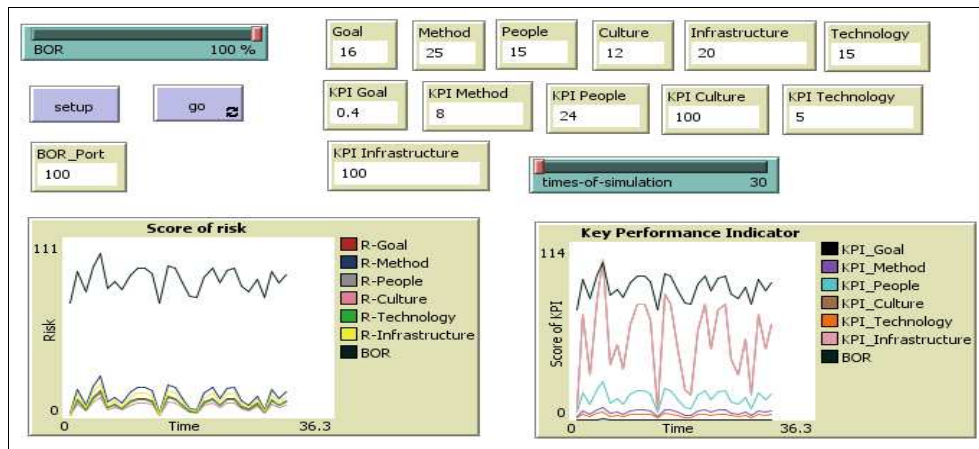 BOR 100 %
setup
go
BOR_Port
100
Goal
16
Method
25
People
15
Culture
12
Infrastructure
20
Technology
15
KPI Goal
0.4
KPI Method
8
KPI People
24
KPI Culture
100
KPI Technology
5
KPI Infrastructure
100
times-of-simulation 30
Score of risk
111
Risk
0
0
Time
36.3
R-Goal
R-Method
R-People
R-Culture
R-Technology
R-Infrastructure
BOR
Key Performance Indicator
114
Score of KPI
0
0
Time
36.3
KPI_Goal
KPI_Method
KPI_People
KPI_Culture
KPI_Technology
KPI_Infrastructure
BOR